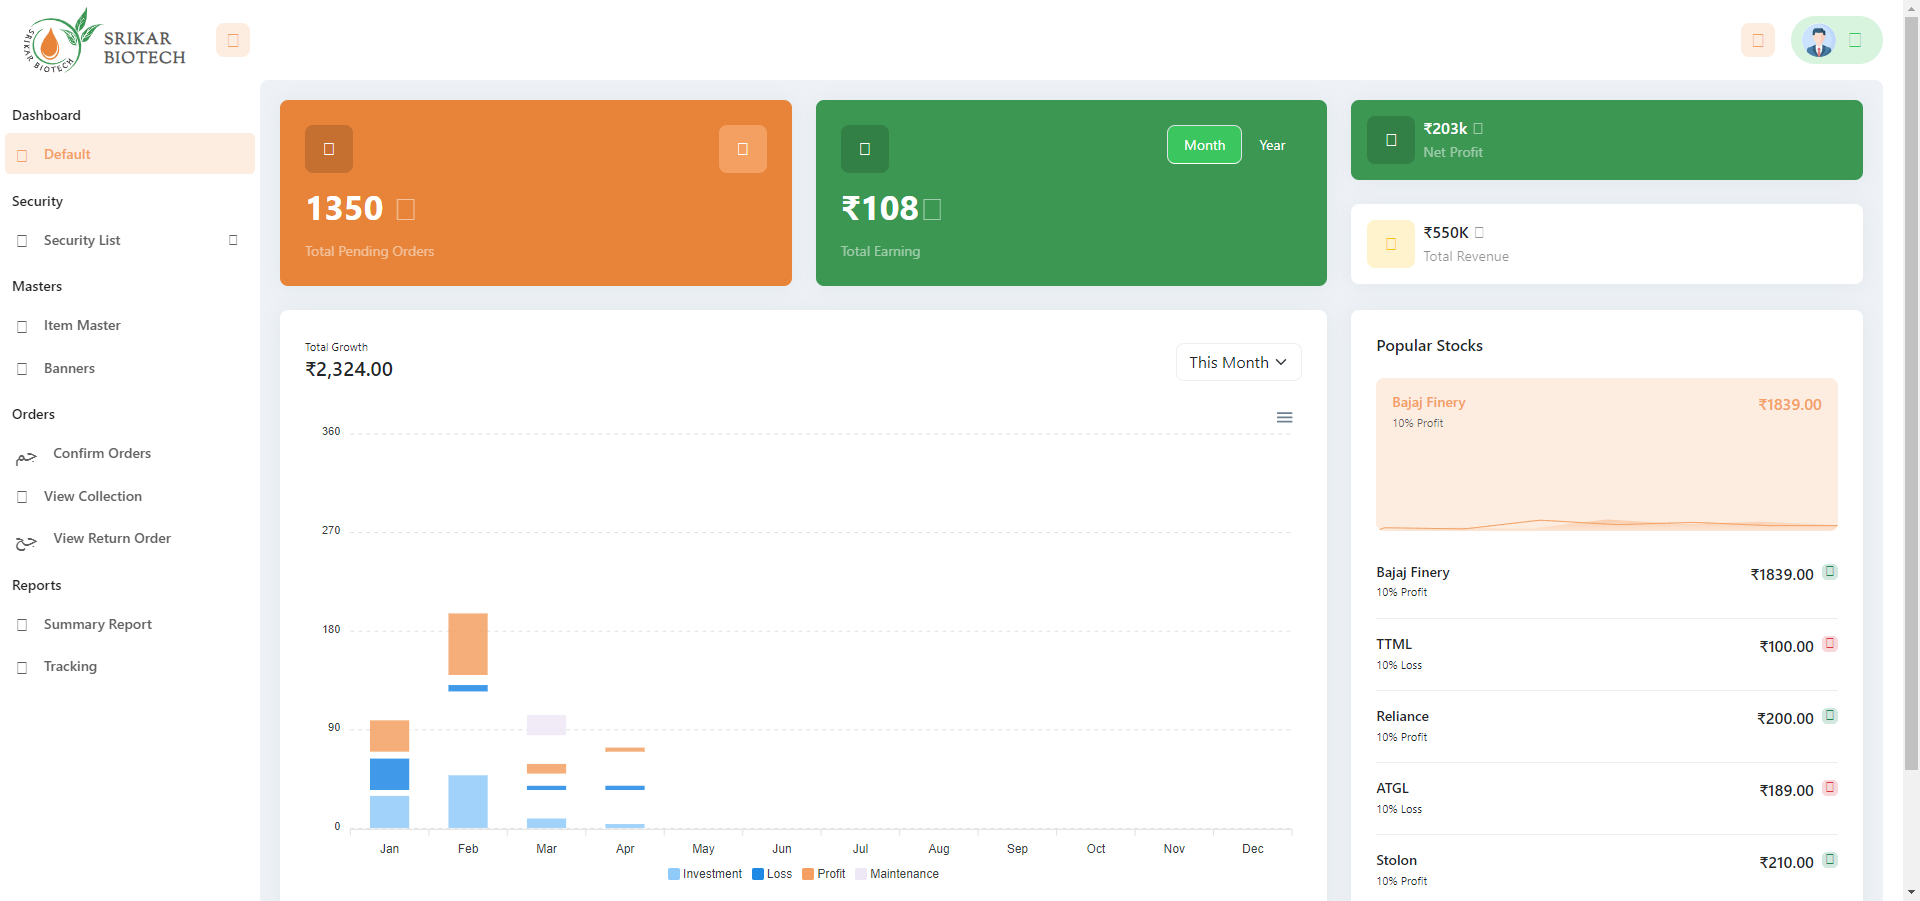 SRIKAR BIOTECH
SRIKAR
BIOTECH
Dashboard
Default
Security
Security List
Masters
Item Master
Banners
Orders
Confirm Orders
View Collection
View Return Order
Reports
Summary Report
Tracking
1350
Total Pending Orders
Month
Year
₹108
Total Earning
₹203k
Net Profit
₹550K
Total Revenue
Total Growth
₹2,324.00
This Month
360
270
180
90
0
Jan Feb Mar Apr May Jun Jul Aug Sep Oct Nov Dec
Investment Loss Profit Maintenance
Popular Stocks
Bajaj Finery ₹1839.00
10% Profit
Bajaj Finery ₹1839.00
10% Profit
TTML ₹100.00
10% Loss
Reliance ₹200.00
10% Profit
ATGL ₹189.00
10% Loss
Stolon ₹210.00
10% Profit